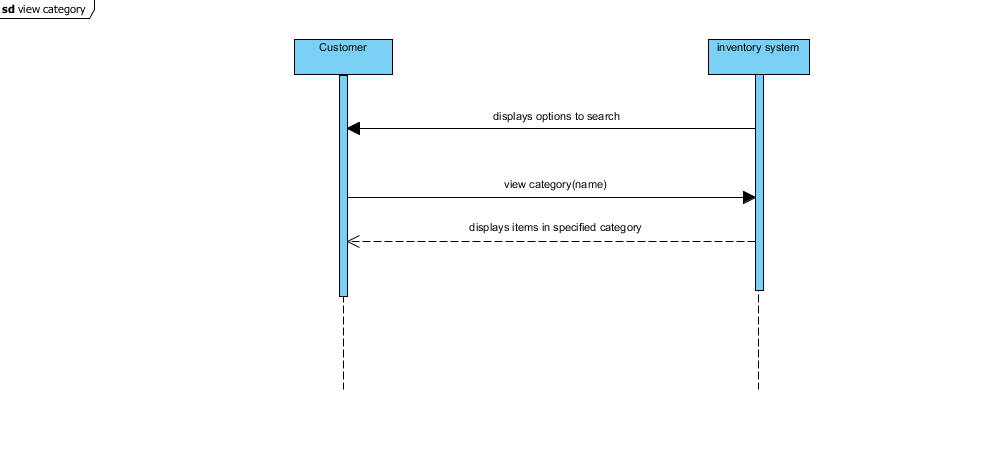 sd view category
Customer
inventory system
displays options to search
view category(name)
displays items in specified category